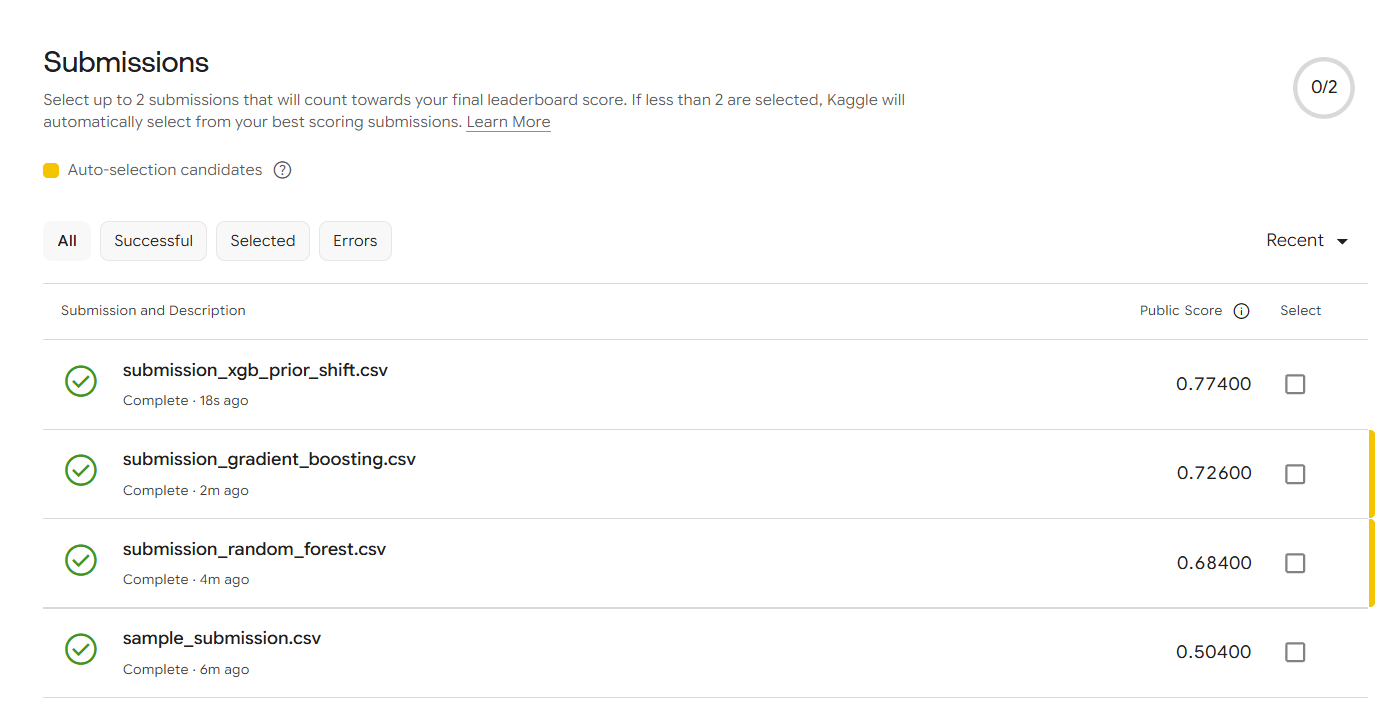 Submissions
0/2
Select up to 2 submissions that will count towards your final leaderboard score. If less than 2 are selected, Kaggle will
automatically select from your best scoring submissions. Learn More
Auto-selection candidates ?
All Successful Selected Errors Recent
Submission and Description Public Score i Select
submission_xgb_prior_shift.csv
Complete · 18s ago
0.77400
submission_gradient_boosting.csv
Complete · 2m ago
0.72600
submission_random_forest.csv
Complete · 4m ago
0.68400
sample_submission.csv
Complete · 6m ago
0.50400